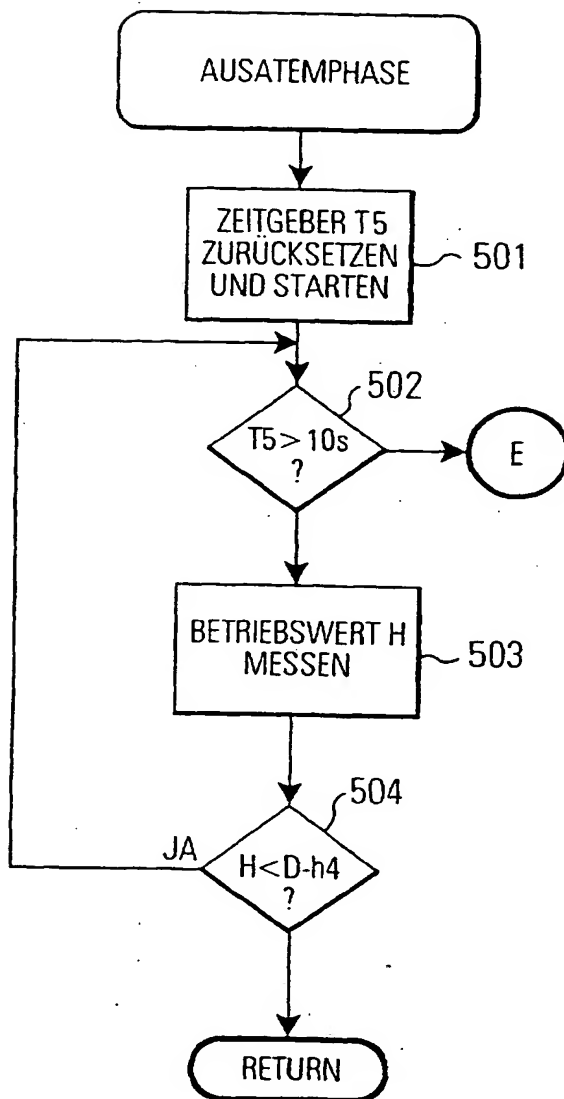 AUSATEMPHASE
ZEITGEBER T5
ZURÜCKSETZEN
UND STARTEN
501
502
T5>10s
?
E
BETRIEBSWERT H
MESSEN
503
504
JA
H<D-h4
?
RETURN